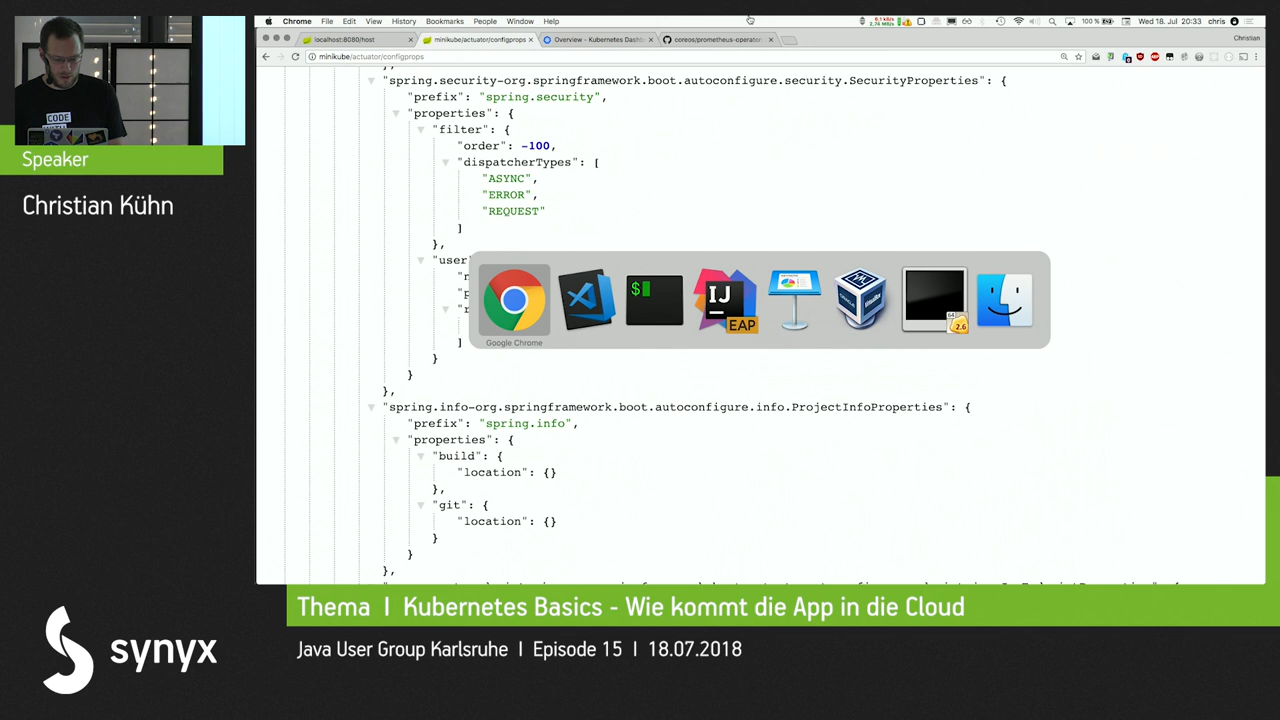 Chrome File Edit View History Bookmarks People Window Help
100 % Wed 18. Jul 20:33 chris
localhost:8080/host
minikube/actuator/configprops
Overview - Kubernetes Dashb
coreos/prometheus-operator
Christian
minikube/actuator/configprops
"spring.security-org.springframework.boot.autoconfigure.security.SecurityProperties": {
"prefix": "spring.security",
"properties": {
"filter": {
"order": -100,
"dispatcherTypes": [
"ASYNC",
"ERROR",
"REQUEST"
]
},
"user
]
}
}
},
"spring.info-org.springframework.boot.autoconfigure.info.ProjectInfoProperties": {
"prefix": "spring.info",
"properties": {
"build": {
"location": {}
},
"git": {
"location": {}
}
}
},
$
IJ
EAP
64
2.6
Google Chrome
CODE
Speaker
Christian Kühn
Thema I Kubernetes Basics - Wie kommt die App in die Cloud
Java User Group Karlsruhe I Episode 15 I 18.07.2018
synyx